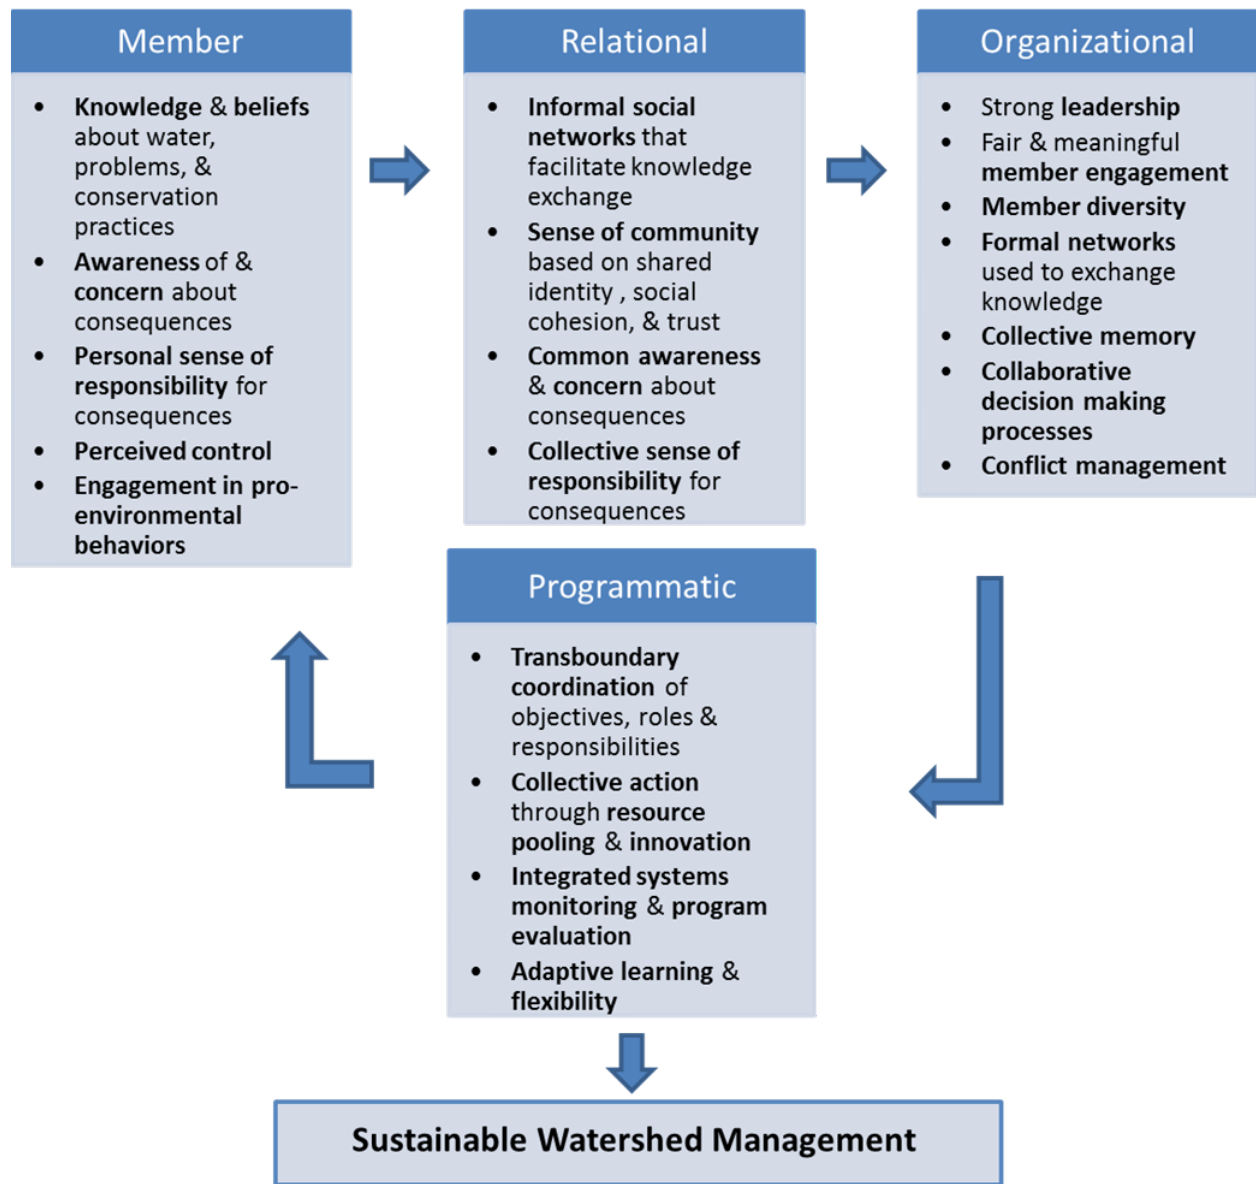 Member
• Knowledge & beliefs
about water,
problems, &
conservation
practices
• Awareness of &
concern about
consequences
• Personal sense of
responsibility for
consequences
• Perceived control
• Engagement in pro-
environmental
behaviors
Relational
• Informal social
networks that
facilitate knowledge
exchange
• Sense of community
based on shared
identity , social
cohesion, & trust
• Common awareness
& concern about
consequences
• Collective sense of
responsibility for
consequences
Organizational
• Strong leadership
• Fair & meaningful
member engagement
• Member diversity
• Formal networks
used to exchange
knowledge
• Collective memory
• Collaborative
decision making
processes
• Conflict management
Programmatic
• Transboundary
coordination of
objectives, roles &
responsibilities
• Collective action
through resource
pooling & innovation
• Integrated systems
monitoring & program
evaluation
• Adaptive learning &
flexibility
Sustainable Watershed Management